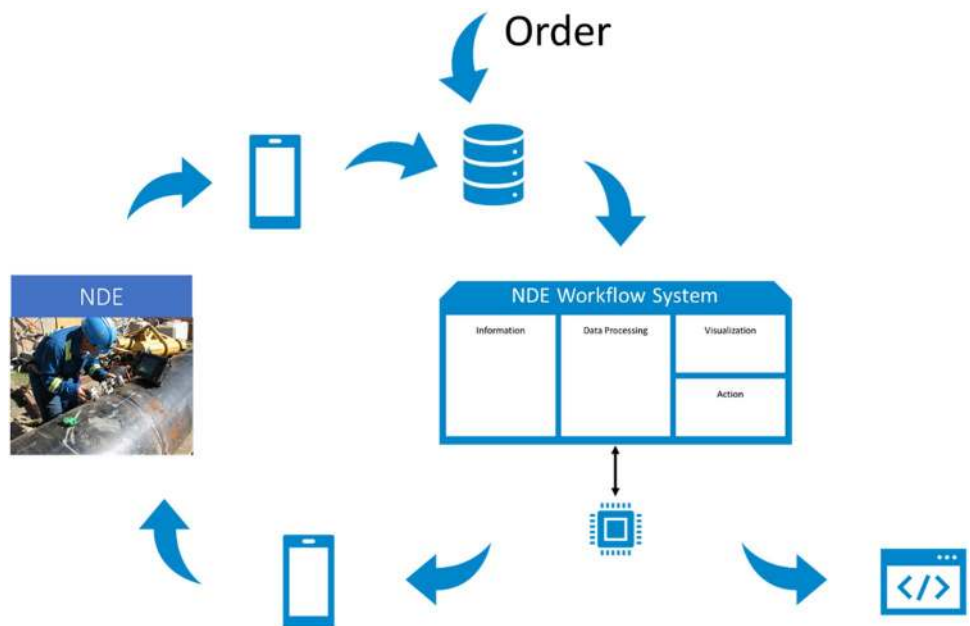 Order
NDE
NDE Workflow System
Information
Data Processing
Visualization
Action
</>